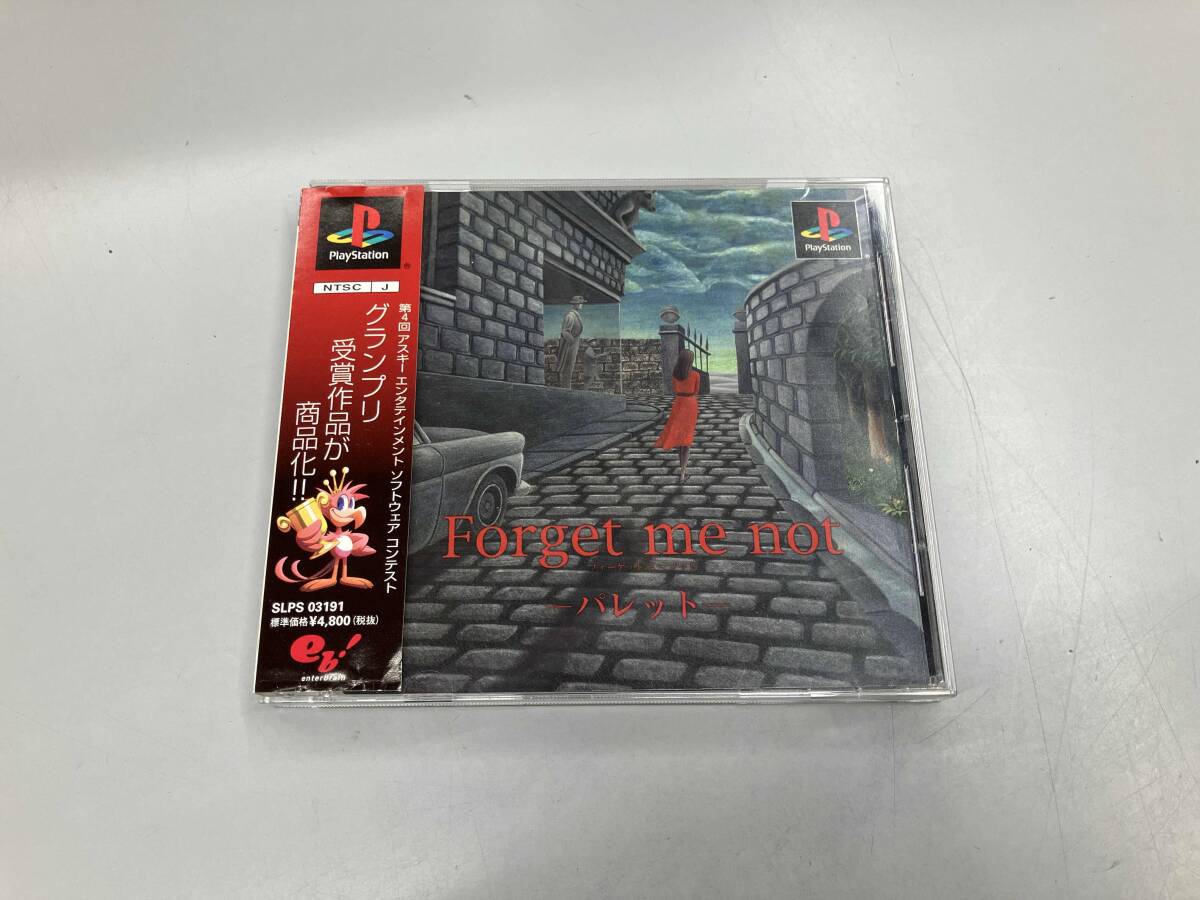 PlayStation
®
NTSC J
第4回 アスキー エンタテインメント ソフトウェア コンテスト
グランプリ
受賞作品が
商品化!!
SLPS 03191
標準価格¥4,800(税抜)
eb!
enterbrain
PlayStation
Forget me not
―パレット―